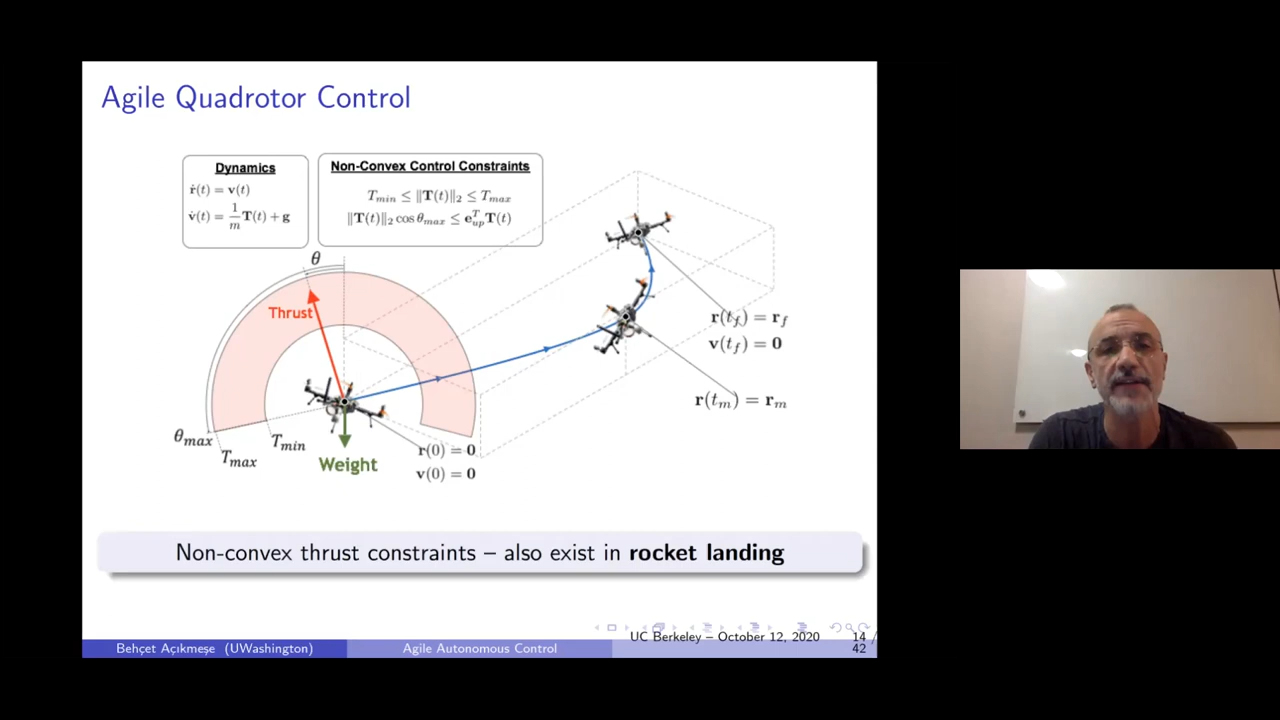 Agile Quadrotor Control
Dynamics
ṙ(t) = v(t)
v̇(t) = 1/m T(t) + g
Non-Convex Control Constraints
T_min ≤ ‖T(t)‖₂ ≤ T_max
‖T(t)‖₂ cos θ_max ≤ e_up^T T(t)
θ
Thrust
r(t_f) = r_f
v(t_f) = 0
r(t_m) = r_m
θ_max
T_max
T_min
Weight
r(0) = 0
v(0) = 0
Non-convex thrust constraints – also exist in rocket landing
UC Berkeley – October 12, 2020
14 /
42
Behçet Açıkmeşe (UWashington)
Agile Autonomous Control